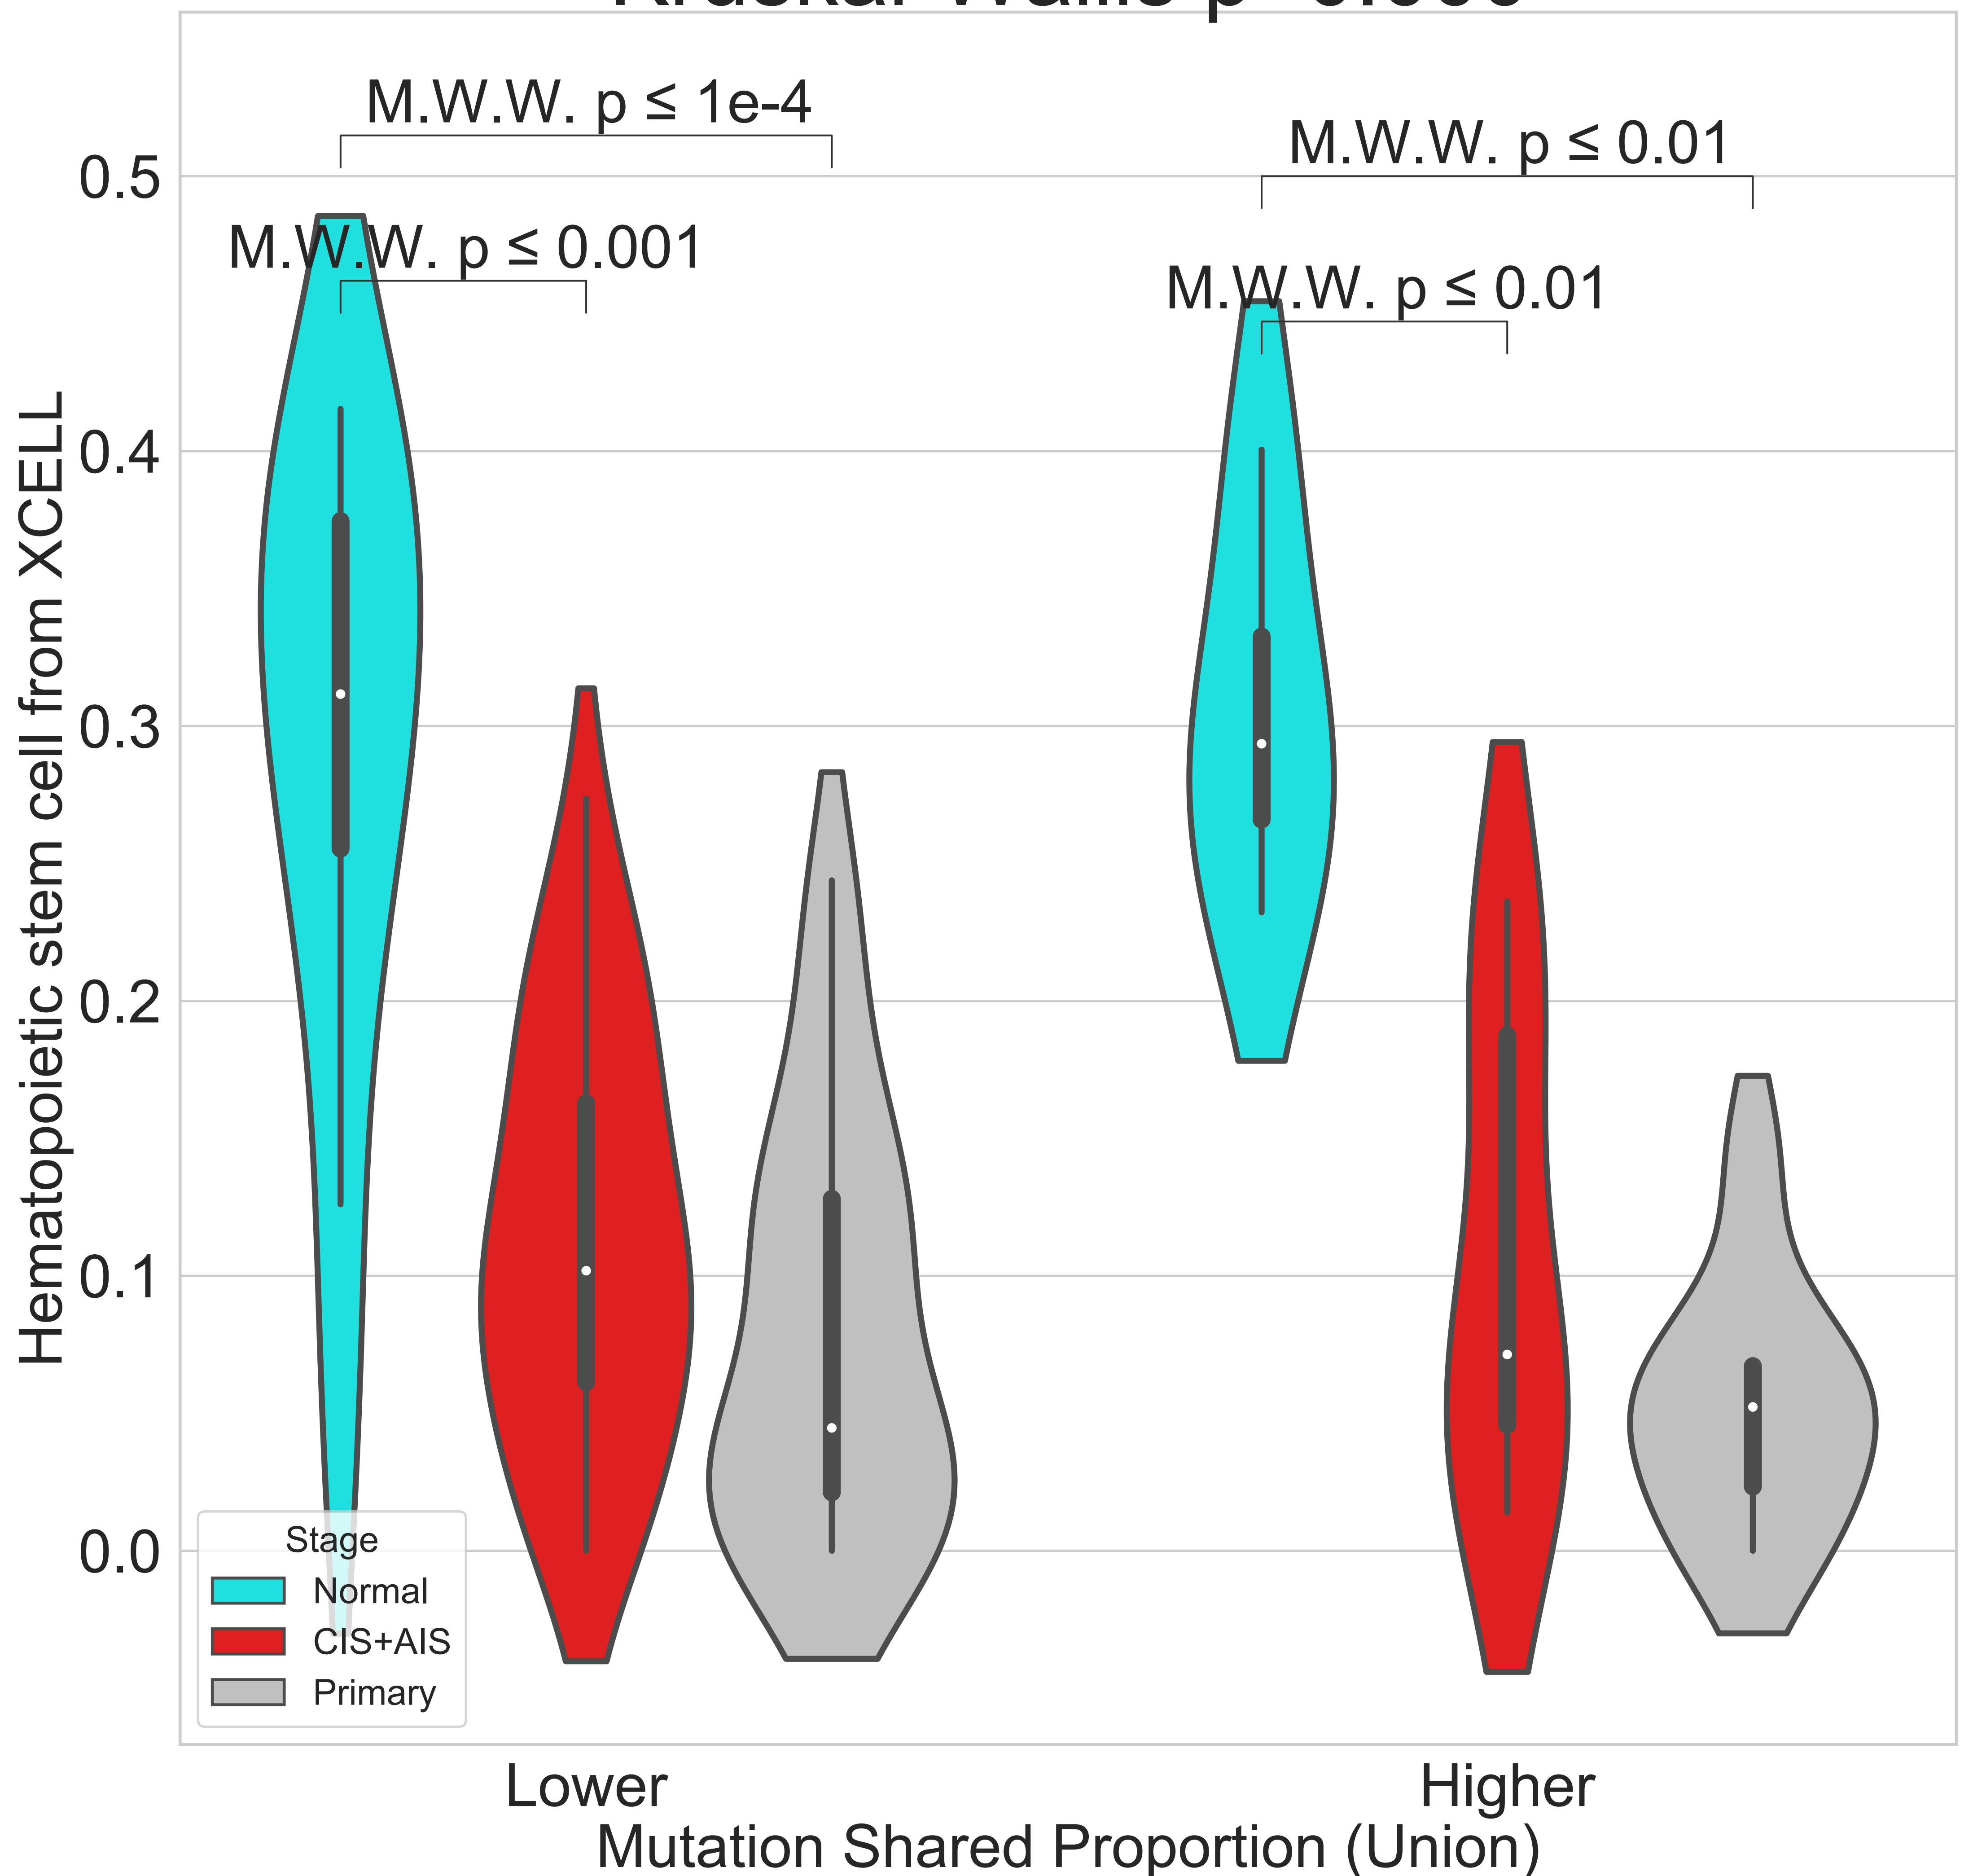 M.W.W. p ≤ 1e-4
M.W.W. p ≤ 0.01
M.W.W. p ≤ 0.001
M.W.W. p ≤ 0.01
Hematopoietic stem cell from XCELL
0.5
0.4
0.3
0.2
0.1
0.0
Stage
Normal
CIS+AIS
Primary
Lower
Higher
Mutation Shared Proportion (Union)